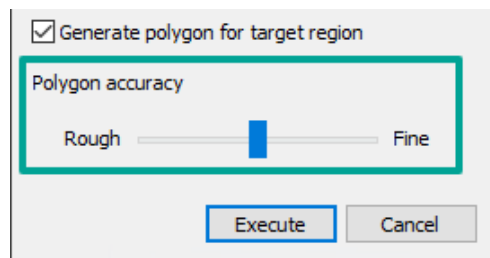 Generate polygon for target region
Polygon accuracy
Rough Fine
Execute Cancel